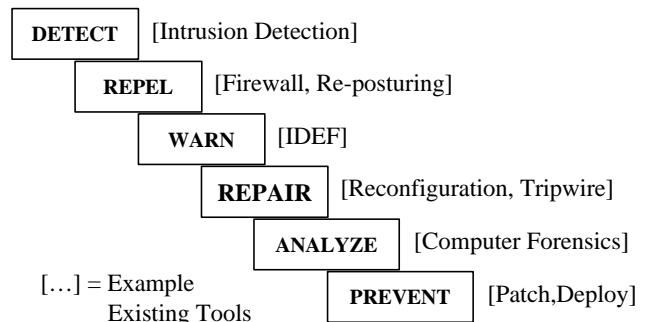 DETECT [Intrusion Detection]
REPEL [Firewall, Re-posturing]
WARN [IDEF]
REPAIR [Reconfiguration, Tripwire]
ANALYZE [Computer Forensics]
[…] = Example
PREVENT [Patch,Deploy]
Existing Tools